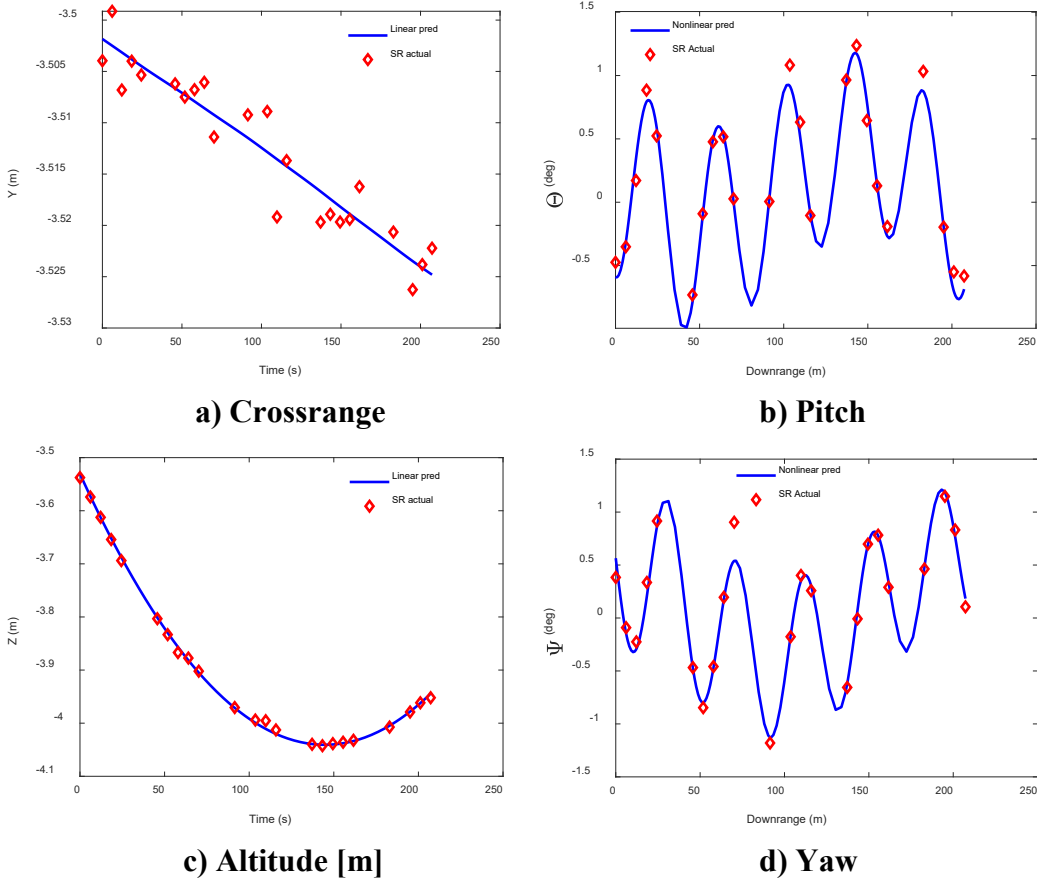 -3.5
-3.505
-3.51
-3.515
-3.52
-3.525
-3.53
Y (m)
Linear pred
SR actual
0 50 100 150 200 250
Time (s)
a) Crossrange
1.5
1
0.5
0
-0.5
Θ (deg)
Nonlinear pred
SR Actual
0 50 100 150 200 250
Downrange (m)
b) Pitch
-3.5
-3.6
-3.7
-3.8
-3.9
-4
-4.1
Z (m)
Linear pred
SR actual
0 50 100 150 200 250
Time (s)
c) Altitude [m]
1.5
1
0.5
0
-0.5
-1
-1.5
Ψ (deg)
Nonlinear pred
SR Actual
0 50 100 150 200 250
Downrange (m)
d) Yaw